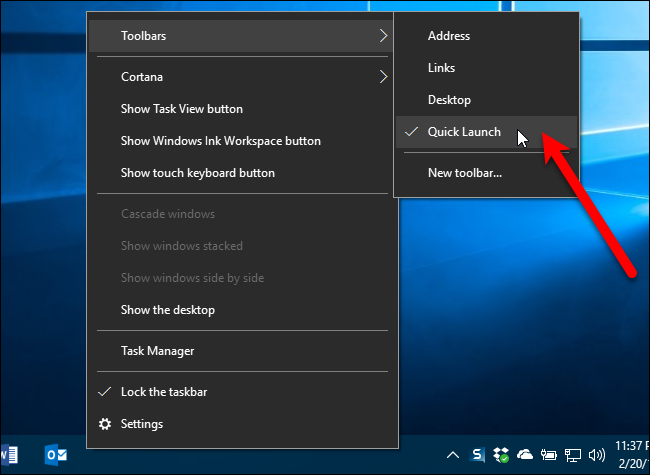 Toolbars
Cortana
Show Task View button
Show Windows Ink Workspace button
Show touch keyboard button
Cascade windows
Show windows stacked
Show windows side by side
Show the desktop
Task Manager
Lock the taskbar
Settings
Address
Links
Desktop
Quick Launch
New toolbar...
W
O
S
11:37 P
2/20/1